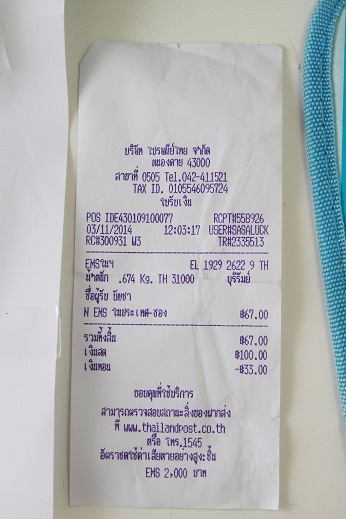 บริษัท ไปรษณีย์ไทย จำกัด
หนองคาย 43000
สาขาที่ 0505 Tel.042-411521
TAX ID. 0105546095724
ใบรับเงิน
POS IDE430109100077 RCPT#55B926
03/11/2014 12:03:17 USER#SASALUCK
RC#300931 W3 TR#2335513
EMSในฯ EL 1929 2622 9 TH
น้ำหนัก .674 Kg. TH 31000 บุรีรัมย์
ชื่อผู้รับ
N EMS ในประเทศ-ซอง ฿67.00
รวมทั้งสิ้น ฿67.00
เงินสด ฿100.00
เงินทอน -฿33.00
ขอบคุณที่ใช้บริการ
สามารถตรวจสอบสถานะสิ่งของฝากส่ง
ที่ www.thailandpost.co.th
หรือ โทร.1545
อัตราชดใช้ค่าเสียหายอย่างสูงชิ้น
EMS 2,000 บาท